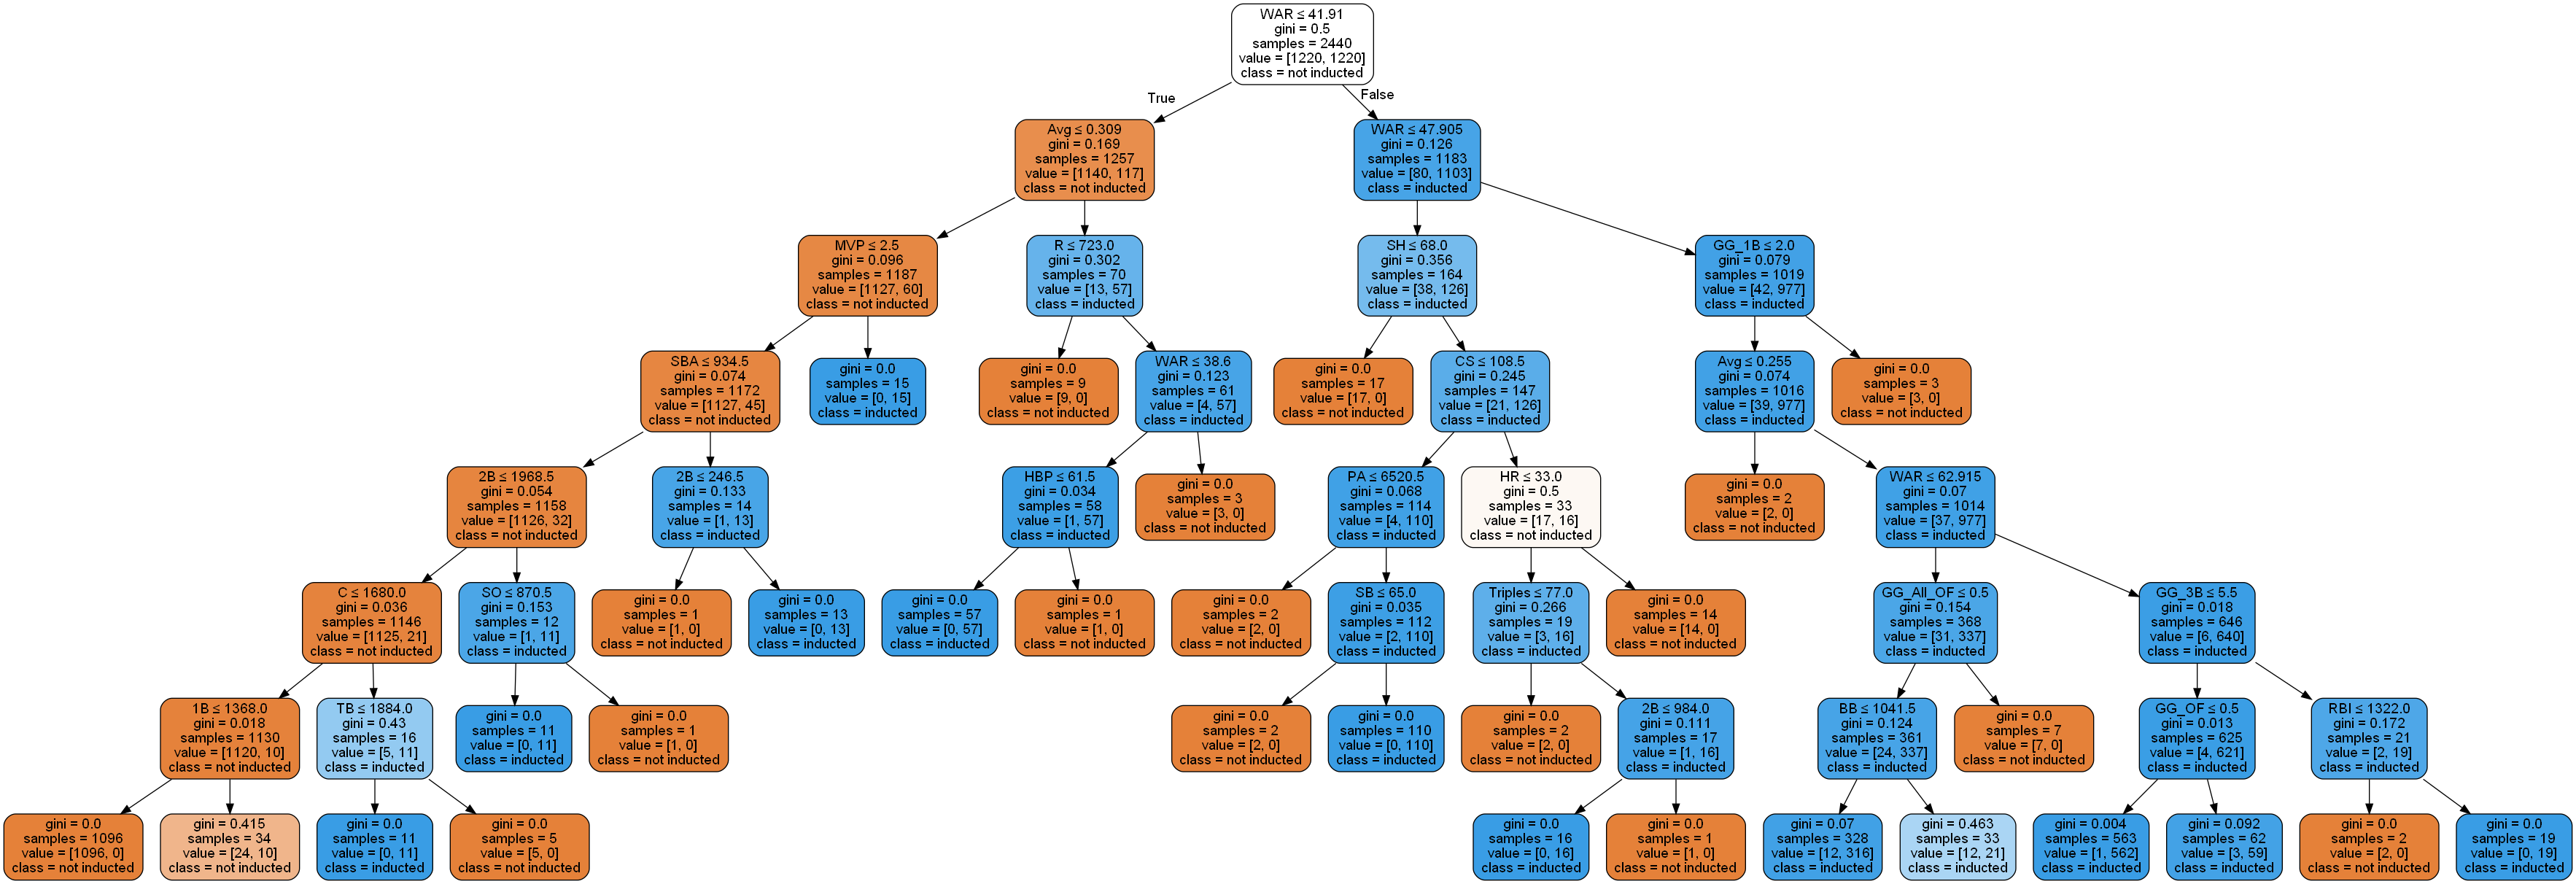 WAR ≤ 41.91
gini = 0.5
samples = 2440
value = [1220, 1220]
class = not inducted
True
False
Avg ≤ 0.309
gini = 0.169
samples = 1257
value = [1140, 117]
class = not inducted
WAR ≤ 47.905
gini = 0.126
samples = 1183
value = [80, 1103]
class = inducted
MVP ≤ 2.5
gini = 0.096
samples = 1187
value = [1127, 60]
class = not inducted
R ≤ 723.0
gini = 0.302
samples = 70
value = [13, 57]
class = inducted
SH ≤ 68.0
gini = 0.356
samples = 164
value = [38, 126]
class = inducted
GG_1B ≤ 2.0
gini = 0.079
samples = 1019
value = [42, 977]
class = inducted
SBA ≤ 934.5
gini = 0.074
samples = 1172
value = [1127, 45]
class = not inducted
gini = 0.0
samples = 15
value = [0, 15]
class = inducted
gini = 0.0
samples = 9
value = [9, 0]
class = not inducted
WAR ≤ 38.6
gini = 0.123
samples = 61
value = [4, 57]
class = inducted
gini = 0.0
samples = 17
value = [17, 0]
class = not inducted
CS ≤ 108.5
gini = 0.245
samples = 147
value = [21, 126]
class = inducted
Avg ≤ 0.255
gini = 0.074
samples = 1016
value = [39, 977]
class = inducted
gini = 0.0
samples = 3
value = [3, 0]
class = not inducted
2B ≤ 1968.5
gini = 0.054
samples = 1158
value = [1126, 32]
class = not inducted
2B ≤ 246.5
gini = 0.133
samples = 14
value = [1, 13]
class = inducted
HBP ≤ 61.5
gini = 0.034
samples = 58
value = [1, 57]
class = inducted
gini = 0.0
samples = 3
value = [3, 0]
class = not inducted
PA ≤ 6520.5
gini = 0.068
samples = 114
value = [4, 110]
class = inducted
HR ≤ 33.0
gini = 0.5
samples = 33
value = [17, 16]
class = not inducted
gini = 0.0
samples = 2
value = [2, 0]
class = not inducted
WAR ≤ 62.915
gini = 0.07
samples = 1014
value = [37, 977]
class = inducted
C ≤ 1680.0
gini = 0.036
samples = 1146
value = [1125, 21]
class = not inducted
SO ≤ 870.5
gini = 0.153
samples = 12
value = [1, 11]
class = inducted
gini = 0.0
samples = 1
value = [1, 0]
class = not inducted
gini = 0.0
samples = 13
value = [0, 13]
class = inducted
gini = 0.0
samples = 57
value = [0, 57]
class = inducted
gini = 0.0
samples = 1
value = [1, 0]
class = not inducted
gini = 0.0
samples = 2
value = [2, 0]
class = not inducted
SB ≤ 65.0
gini = 0.035
samples = 112
value = [2, 110]
class = inducted
Triples ≤ 77.0
gini = 0.266
samples = 19
value = [3, 16]
class = inducted
gini = 0.0
samples = 14
value = [14, 0]
class = not inducted
GG_All_OF ≤ 0.5
gini = 0.154
samples = 368
value = [31, 337]
class = inducted
GG_3B ≤ 5.5
gini = 0.018
samples = 646
value = [6, 640]
class = inducted
1B ≤ 1368.0
gini = 0.018
samples = 1130
value = [1120, 10]
class = not inducted
TB ≤ 1884.0
gini = 0.43
samples = 16
value = [5, 11]
class = inducted
gini = 0.0
samples = 11
value = [0, 11]
class = inducted
gini = 0.0
samples = 1
value = [1, 0]
class = not inducted
gini = 0.0
samples = 2
value = [2, 0]
class = not inducted
gini = 0.0
samples = 110
value = [0, 110]
class = inducted
gini = 0.0
samples = 2
value = [2, 0]
class = not inducted
2B ≤ 984.0
gini = 0.111
samples = 17
value = [1, 16]
class = inducted
BB ≤ 1041.5
gini = 0.124
samples = 361
value = [24, 337]
class = inducted
gini = 0.0
samples = 7
value = [7, 0]
class = not inducted
GG_OF ≤ 0.5
gini = 0.013
samples = 625
value = [4, 621]
class = inducted
RBI ≤ 1322.0
gini = 0.172
samples = 21
value = [2, 19]
class = inducted
gini = 0.0
samples = 1096
value = [1096, 0]
class = not inducted
gini = 0.415
samples = 34
value = [24, 10]
class = not inducted
gini = 0.0
samples = 11
value = [0, 11]
class = inducted
gini = 0.0
samples = 5
value = [5, 0]
class = not inducted
gini = 0.0
samples = 16
value = [0, 16]
class = inducted
gini = 0.0
samples = 1
value = [1, 0]
class = not inducted
gini = 0.07
samples = 328
value = [12, 316]
class = inducted
gini = 0.463
samples = 33
value = [12, 21]
class = inducted
gini = 0.004
samples = 563
value = [1, 562]
class = inducted
gini = 0.092
samples = 62
value = [3, 59]
class = inducted
gini = 0.0
samples = 2
value = [2, 0]
class = not inducted
gini = 0.0
samples = 19
value = [0, 19]
class = inducted